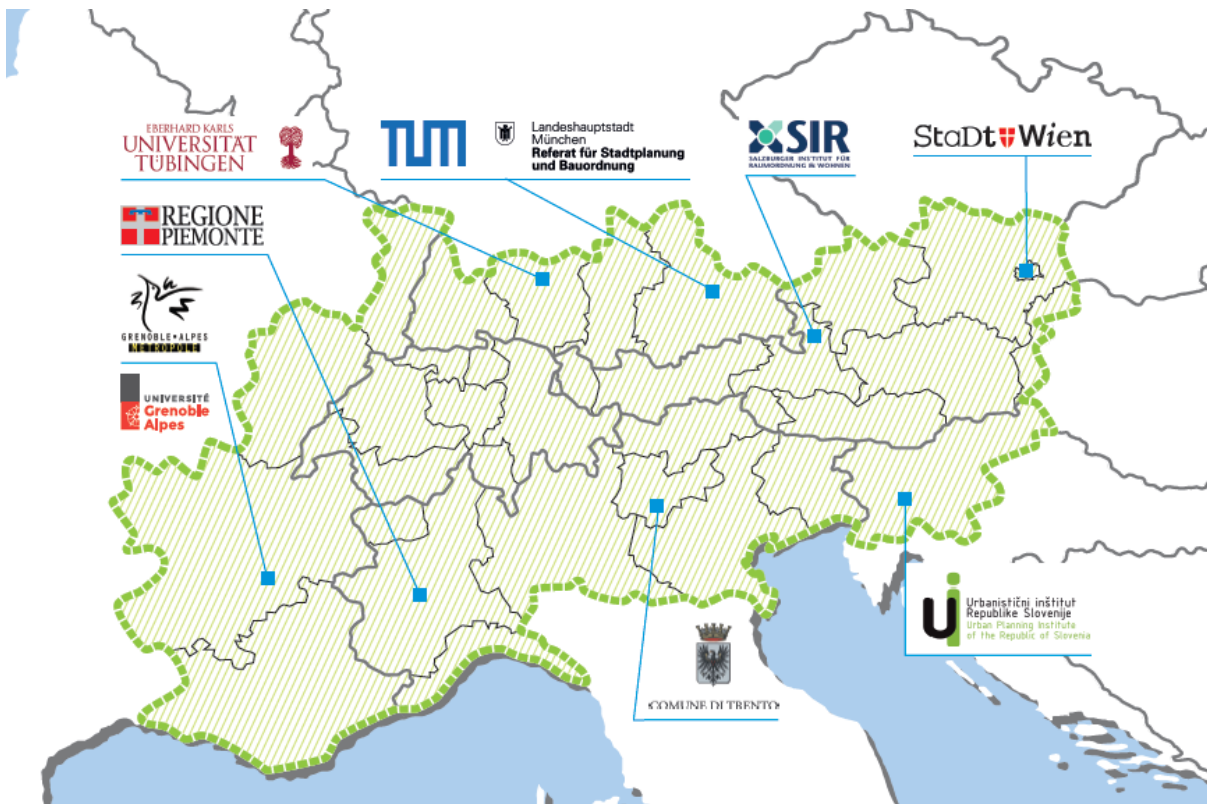 EBERHARD KARLS
UNIVERSITÄT
TÜBINGEN
TUM
Landeshauptstadt
München
Referat für Stadtplanung
und Bauordnung
SIR
SALZBURGER INSTITUT FÜR
RAUMORDNUNG & WOHNEN
StaDt Wien
REGIONE
PIEMONTE
GRENOBLE ALPES
METROPOLE
UNIVERSITÉ
Grenoble
Alpes
Ui
Urbanistični inštitut
Republike Slovenije
Urban Planning Institute
of the Republic of Slovenia
COMUNE DI TRENTO